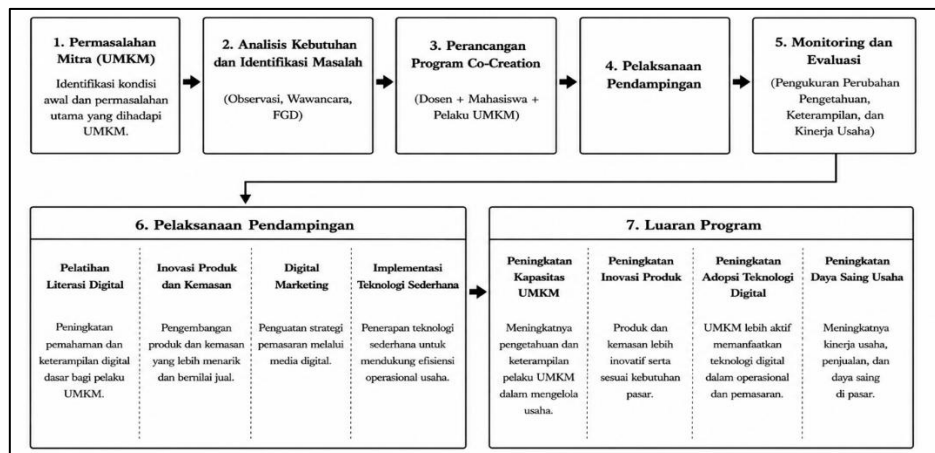 1. Permasalahan
Mitra (UMKM)
Identifikasi kondisi
awal dan permasalahan
utama yang dihadapi
UMKM.
2. Analisis Kebutuhan
dan Identifikasi Masalah
(Observasi, Wawancara,
FGD)
3. Perancangan
Program Co-Creation
(Dosen + Mahasiswa +
Pelaku UMKM)
4. Pelaksanaan
Pendampingan
5. Monitoring dan
Evaluasi
(Pengukuran Perubahan
Pengetahuan,
Keterampilan, dan
Kinerja Usaha)
6. Pelaksanaan Pendampingan
Pelatihan
Literasi Digital
Peningkatan
pemahaman dan
keterampilan digital
dasar bagi pelaku
UMKM.
Inovasi Produk
dan Kemasan
Pengembangan
produk dan kemasan
yang lebih menarik
dan bernilai jual.
Digital
Marketing
Penguatan strategi
pemasaran melalui
media digital.
Implementasi
Teknologi Sederhana
Penerapan teknologi
sederhana untuk
mendukung efisiensi
operasional usaha.
7. Luaran Program
Peningkatan
Kapasitas
UMKM
Meningkatnya
pengetahuan dan
keterampilan
pelaku UMKM
dalam mengelola
usaha.
Peningkatan
Inovasi Produk
Produk dan
kemasan lebih
inovatif serta
sesuai kebutuhan
pasar.
Peningkatan
Adopsi Teknologi
Digital
UMKM lebih aktif
memanfaatkan
teknologi digital
dalam operasional
dan pemasaran.
Peningkatan
Daya Saing Usaha
Meningkatnya
kinerja usaha,
penjualan, dan
daya saing
di pasar.